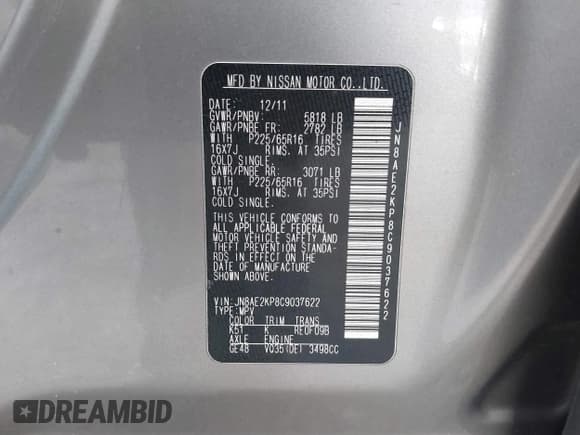 MFD BY NISSAN MOTOR CO.,LTD.
DATE: 12/11
GVWR/PNBV: 5818 LB
GAWR/PNBE FR: 2782 LB
WITH P225/65R16 TIRES
16X7J RIMS, AT 35PSI
COLD SINGLE.
GAWR/PNBE RR: 3071 LB
WITH P225/65R16 TIRES
16X7J RIMS, AT 35PSI
COLD SINGLE.
THIS VEHICLE CONFORMS TO
ALL APPLICABLE FEDERAL
MOTOR VEHICLE SAFETY AND
THEFT PREVENTION STANDA-
RDS IN EFFECT ON THE
DATE OF MANUFACTURE
SHOWN ABOVE.
VIN: JN8AE2KP8C9037622
TYPE: MPV
COLOR TRIM TRANS
K51 K RE0F09B
AXLE ENGINE
GE48 VQ35(DE) 3498CC
JN8AE2KP8C9037622
DREAMBID